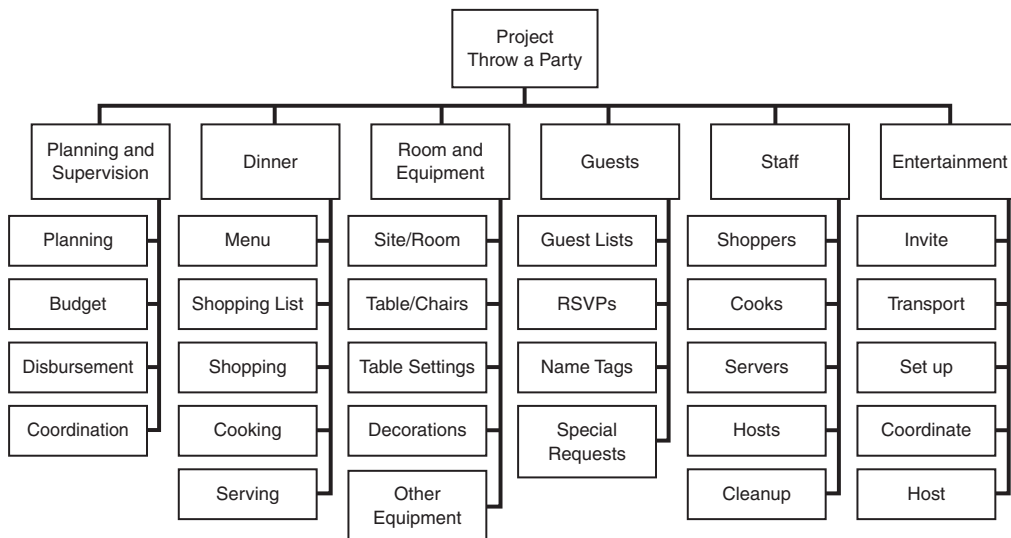 Project
Throw a Party
Planning and
Supervision
Dinner
Room and
Equipment
Guests
Staff
Entertainment
Planning
Menu
Site/Room
Guest Lists
Shoppers
Invite
Budget
Shopping List
Table/Chairs
RSVPs
Cooks
Transport
Disbursement
Shopping
Table Settings
Name Tags
Servers
Set up
Coordination
Cooking
Decorations
Special
Requests
Hosts
Coordinate
Serving
Other
Equipment
Cleanup
Host